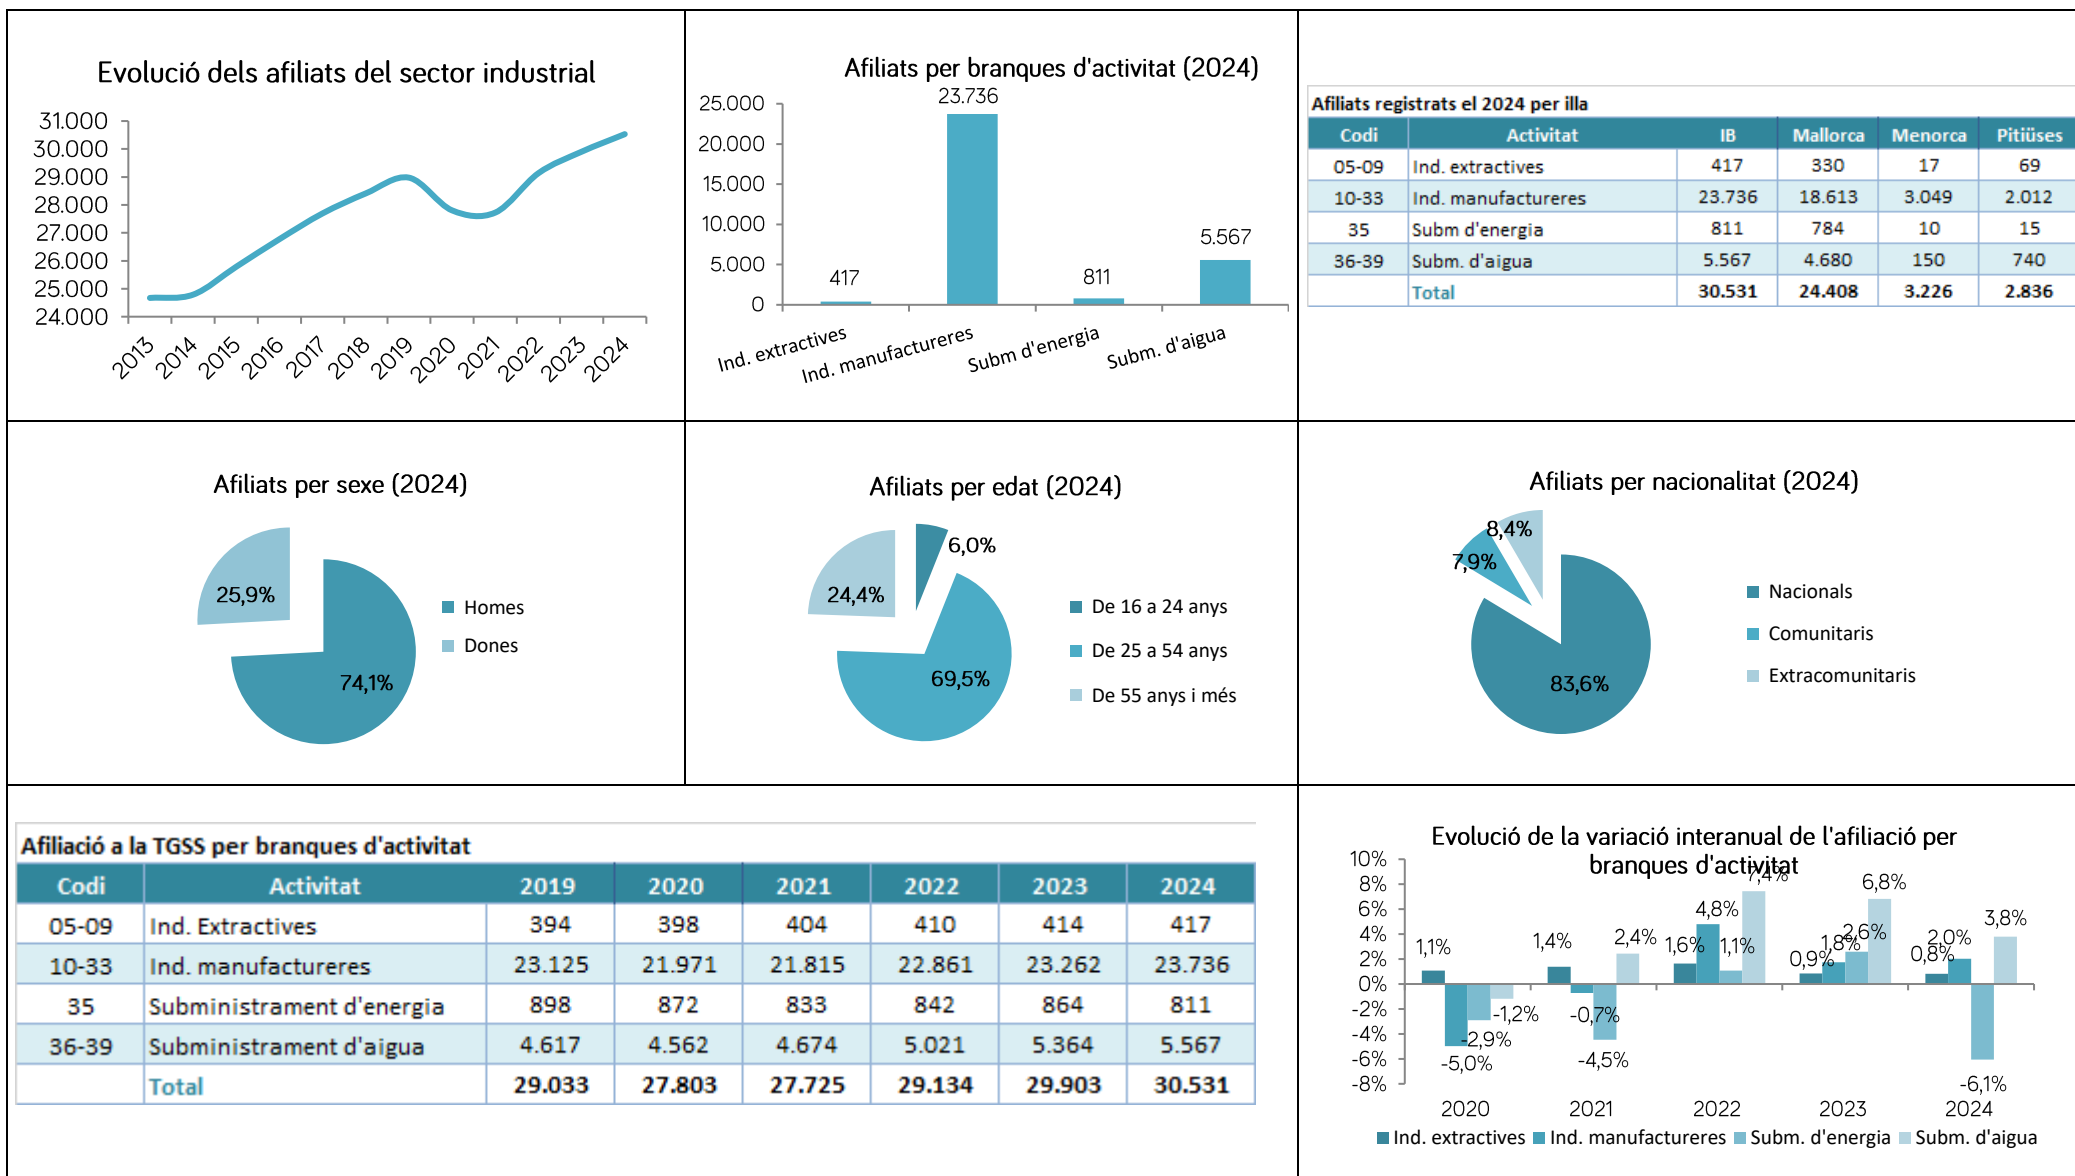 Evolució dels afiliats del sector industrial
31.000
30.000
29.000
28.000
27.000
26.000
25.000
24.000
2013 2014 2015 2016 2017 2018 2019 2020 2021 2022 2023 2024
Afiliats per branques d'activitat (2024)
25.000
20.000
15.000
10.000
5.000
0
417 23.736 811 5.567
Ind. extractives Ind. manufactureres Subm d'energia Subm. d'aigua
Afiliats registrats el 2024 per illa
Codi Activitat IB Mallorca Menorca Pitiüses
05-09 Ind. extractives 417 330 17 69
10-33 Ind. manufactureres 23.736 18.613 3.049 2.012
35 Subm d'energia 811 784 10 15
36-39 Subm. d'aigua 5.567 4.680 150 740
Total 30.531 24.408 3.226 2.836
Afiliats per sexe (2024)
25,9%
74,1%
Homes
Dones
Afiliats per edat (2024)
6,0%
24,4%
69,5%
De 16 a 24 anys
De 25 a 54 anys
De 55 anys i més
Afiliats per nacionalitat (2024)
8,4%
7,9%
83,6%
Nacionals
Comunitaris
Extracomunitaris
Afiliació a la TGSS per branques d'activitat
Codi Activitat 2019 2020 2021 2022 2023 2024
05-09 Ind. Extractives 394 398 404 410 414 417
10-33 Ind. manufactureres 23.125 21.971 21.815 22.861 23.262 23.736
35 Subministrament d'energia 898 872 833 842 864 811
36-39 Subministrament d'aigua 4.617 4.562 4.674 5.021 5.364 5.567
Total 29.033 27.803 27.725 29.134 29.903 30.531
Evolució de la variació interanual de l'afiliació per
branques d'activitat
10%
8%
6%
4%
2%
0%
-2%
-4%
-6%
-8%
1,1% -5,0% -2,9% -1,2%
1,4% -0,7% -4,5% 2,4%
1,6% 4,8% 1,1% 7,4%
0,9% 1,8% 2,6% 6,8%
0,8% 2,0% -6,1% 3,8%
2020 2021 2022 2023 2024
Ind. extractives Ind. manufactureres Subm. d'energia Subm. d'aigua